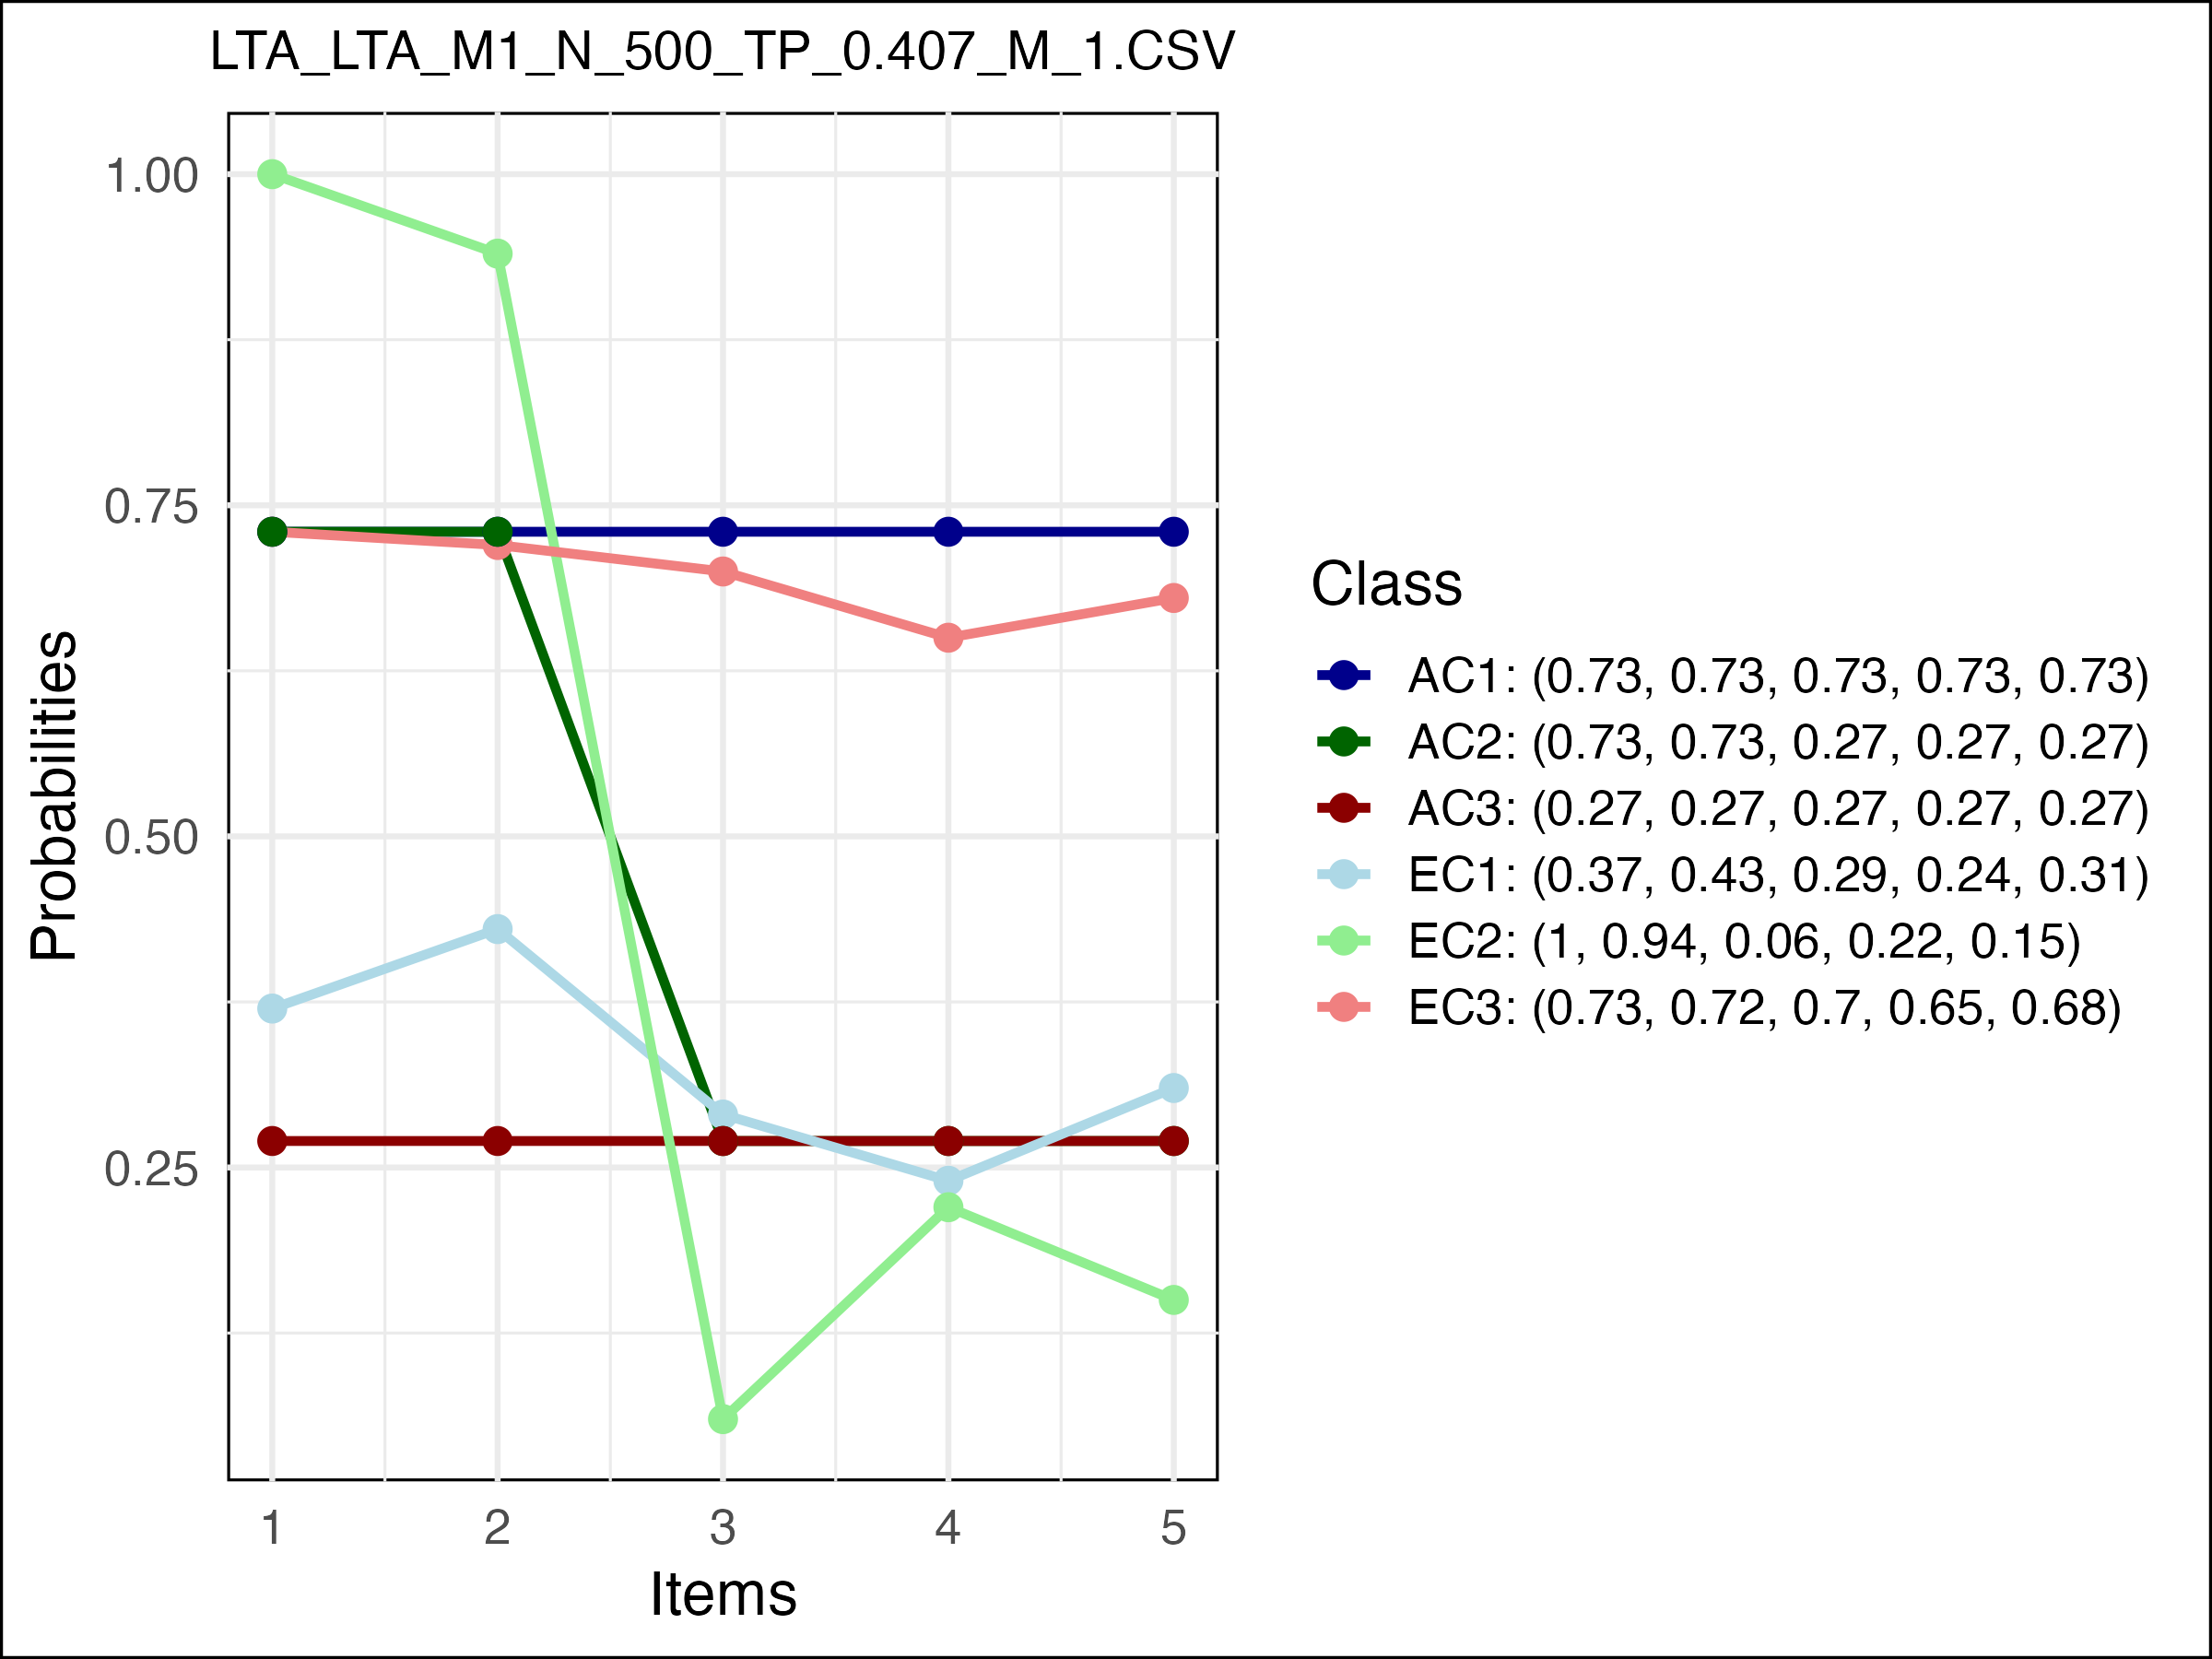 LTA_LTA_M1_N_500_TP_0.407_M_1.CSV
1.00
0.75
0.50
0.25
Probabilities
1 2 3 4 5
Items
Class
AC1: (0.73, 0.73, 0.73, 0.73, 0.73)
AC2: (0.73, 0.73, 0.27, 0.27, 0.27)
AC3: (0.27, 0.27, 0.27, 0.27, 0.27)
EC1: (0.37, 0.43, 0.29, 0.24, 0.31)
EC2: (1, 0.94, 0.06, 0.22, 0.15)
EC3: (0.73, 0.72, 0.7, 0.65, 0.68)